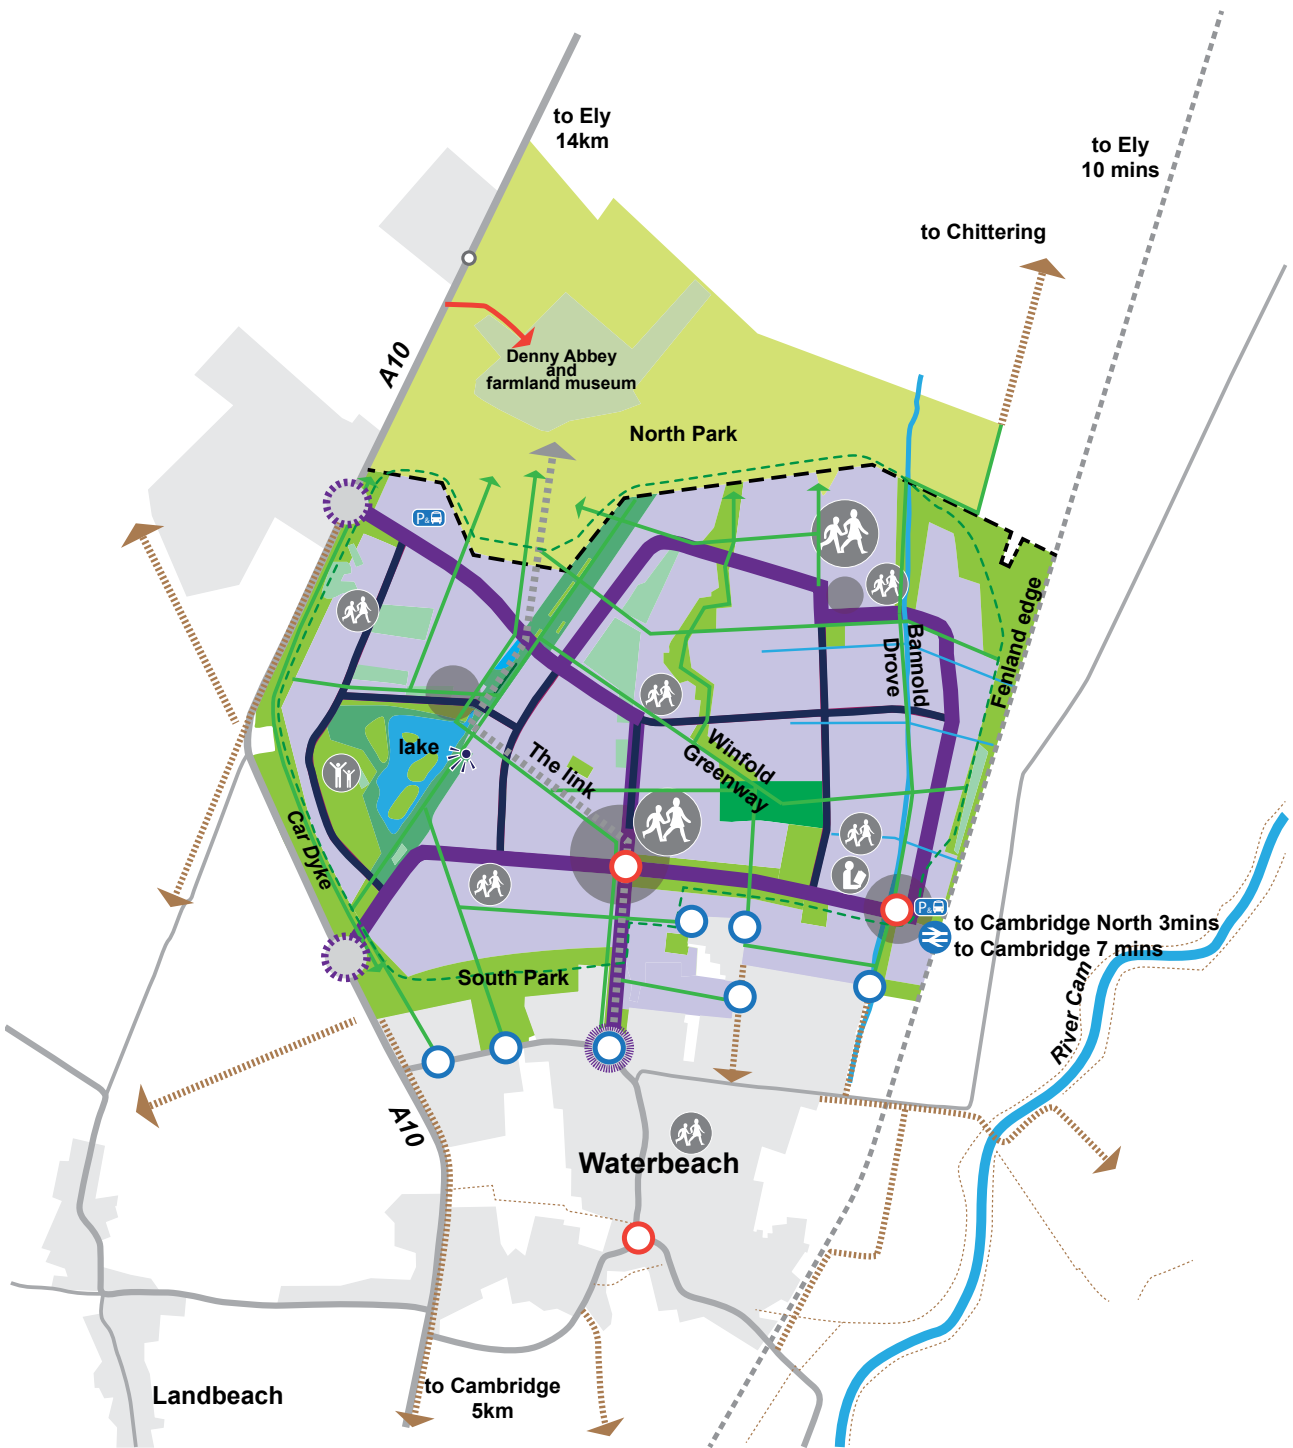 to Ely
14km
to Ely
10 mins
to Chittering
A10
Denny Abbey
and
farmland museum
North Park
P&
Fenland edge
Bannold
Drove
lake
The link
Winfold
Greenway
Car Dyke
P&
to Cambridge North 3mins
to Cambridge 7 mins
South Park
River Cam
A10
Waterbeach
Landbeach
to Cambridge
5km